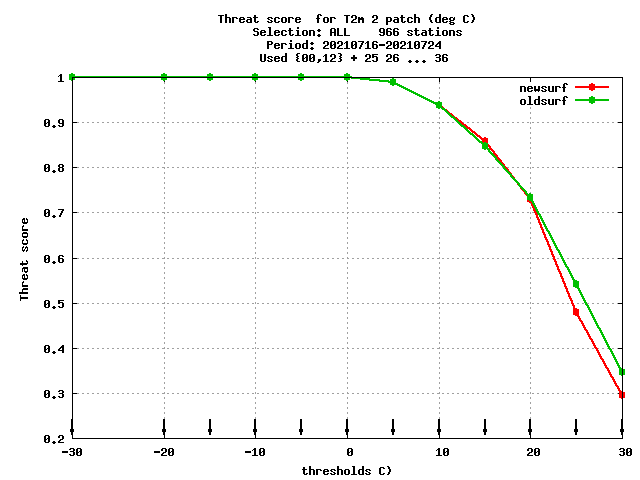 Threat score  for T2m 2 patch (deg C)
Selection: ALL    966 stations
Period: 20210716-20210724
Used {00,12} + 25 26 ... 36
newsurf
oldsurf
1
0.9
0.8
0.7
0.6
0.5
0.4
0.3
0.2
Threat score
-30 -20 -10 0 10 20 30
thresholds C)